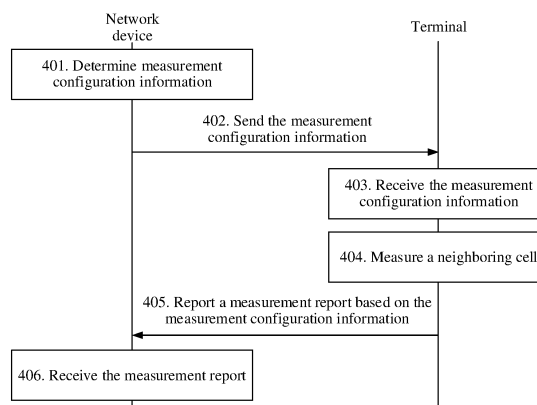 Network
device
Terminal
401. Determine measurement
configuration information
402. Send the measurement
configuration information
403. Receive the measurement
configuration information
404. Measure a neighboring cell
405. Report a measurement report based on the
measurement configuration information
406. Receive the measurement report